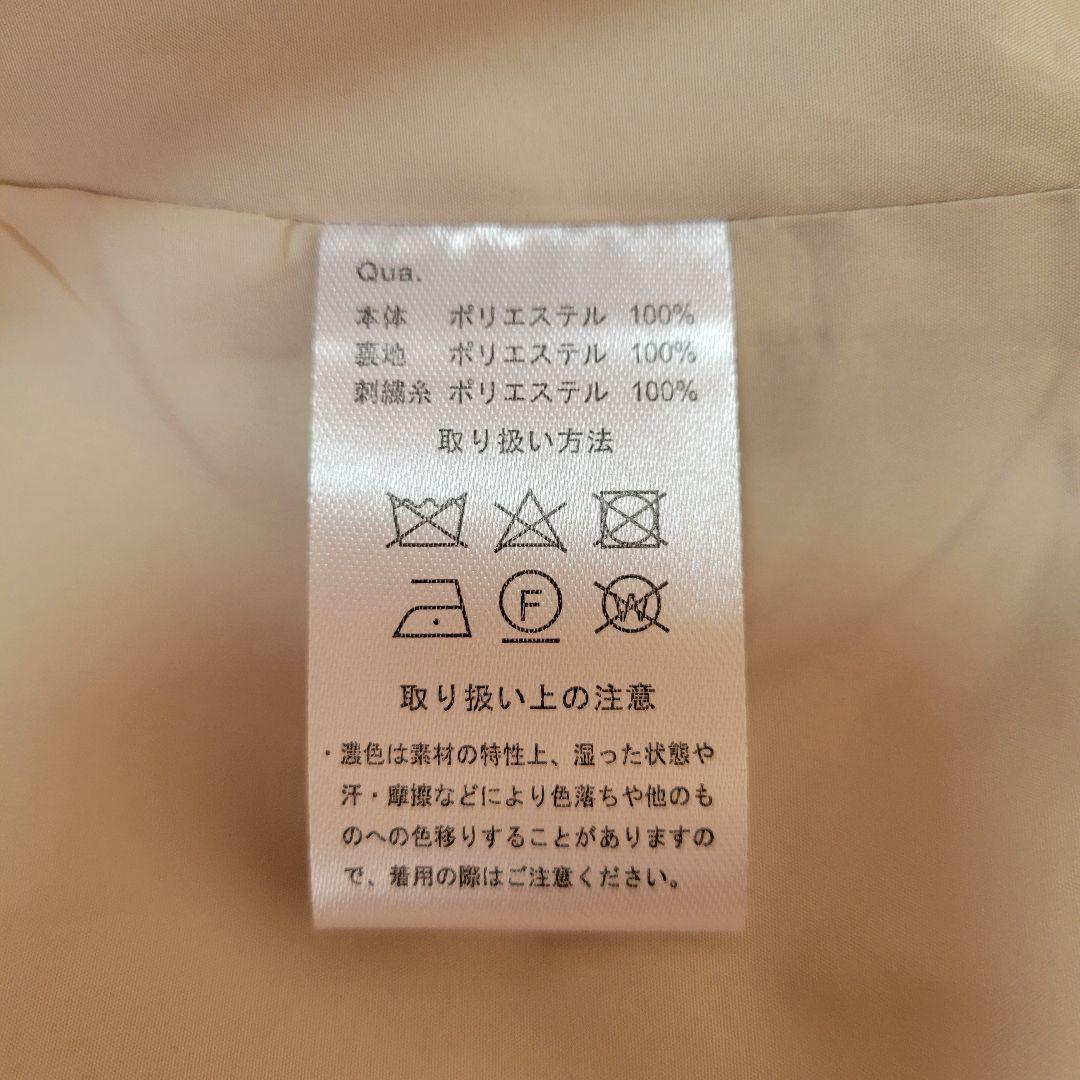 Qua.
本体 ポリエステル 100%
裏地 ポリエステル 100%
刺繍糸 ポリエステル 100%
取り扱い方法
F
W
取り扱い上の注意
・濃色は素材の特性上、湿った状態や
汗・摩擦などにより色落ちや他のも
のへの色移りすることがありますの
で、着用の際はご注意ください。